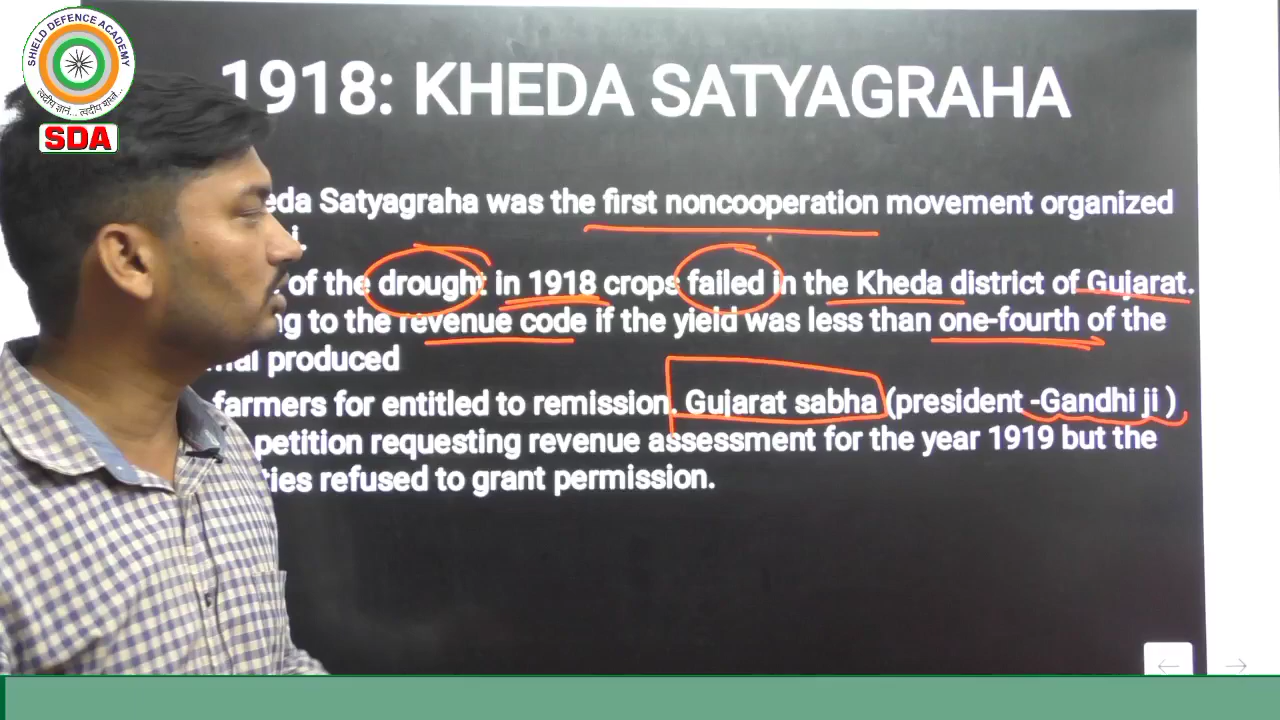 SHIELD DEFENCE ACADEMY
SDA
1918: KHEDA SATYAGRAHA
eda Satyagraha was the first noncooperation movement organized
i.
of the drought in 1918 crops failed in the Kheda district of Gujarat.
ng to the revenue code if the yield was less than one-fourth of the
mal produced
farmers for entitled to remission. Gujarat sabha (president -Gandhi ji )
petition requesting revenue assessment for the year 1919 but the
ties refused to grant permission.